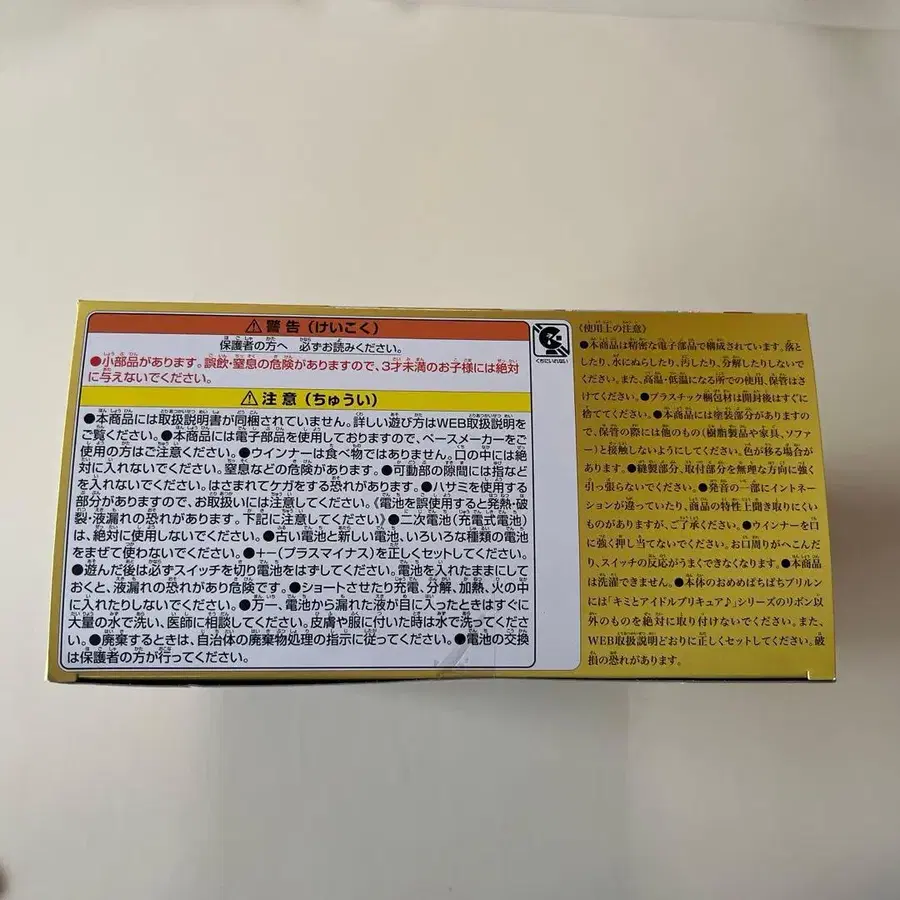 ⚠警告(けいこく)
保護者の方へ 必ずお読みください。
●小部品があります。誤飲・窒息の危険がありますので、3才未満のお子様には絶対
に与えないでください。
⚠注意(ちゅうい)
●本商品には取扱説明書が同梱されていません。詳しい遊び方はWEB取扱説明を
ご覧ください。●本商品には電子部品を使用しておりますので、ペースメーカーをご
使用の方はご注意ください。●ウインナーは食べ物ではありません。口の中には絶
対に入れないでください。窒息などの危険があります。●可動部の隙間には指など
を入れないでください。はさまれてケガをする恐れがあります。●ハサミを使用する
部分がありますので、お取扱いには注意してください。《電池を誤使用すると発熱・破
裂・液漏れの恐れがあります。下記に注意してください》●二次電池(充電式電池)
は、絶対に使用しないでください。●古い電池と新しい電池、いろいろな種類の電池
をまぜて使わないでください。●+−(プラスマイナス)を正しくセットしてください。
●遊んだ後は必ずスイッチを切り電池をはずしてください。電池を入れたままにして
おくと、液漏れの恐れがあり危険です。●ショートさせたり充電、分解、加熱、火の中
に入れたりしないでください。●万一、電池から漏れた液が目に入ったときはすぐに
大量の水で洗い、医師に相談してください。皮膚や服に付いた時は水で洗ってくださ
い。●廃棄するときは、自治体の廃棄物処理の指示に従ってください。●電池の交換
は保護者の方が行ってください。
くちにいれない
《使用上の注意》
●本商品は精密な電子部品で構成されています。落と
したり、水にぬらしたり、汚したり、分解したりしないで
ください。また、高温・低温になる所での使用、保管はさ
けてください。●プラスチック梱包材は開封後はすぐに
捨ててください。●本商品には塗装部分がありますの
で、保管の際には他のもの(樹脂製品や家具、ソファ
ー)と接触しないようにしてください。色が移る場合が
あります。●縫製部分、取付部分を無理な方向に強く
引っ張らないでください。●発音の一部にイントネー
ションが違っていたり、商品の特性上聞き取りにくい
ものがありますが、ご了承ください。●ウインナーを口
に強く押し当てないでください。お口周りがへこんだ
り、スイッチの反応がうまくできなくなります。●本商品
は洗濯できません。●本体のおめめぱちぱちプリルン
には「キミとアイドルプリキュア♪」シリーズのリボン以
外のものを絶対に取り付けないでください。また、
WEB取扱説明どおりに正しくセットしてください。破
損の恐れがあります。